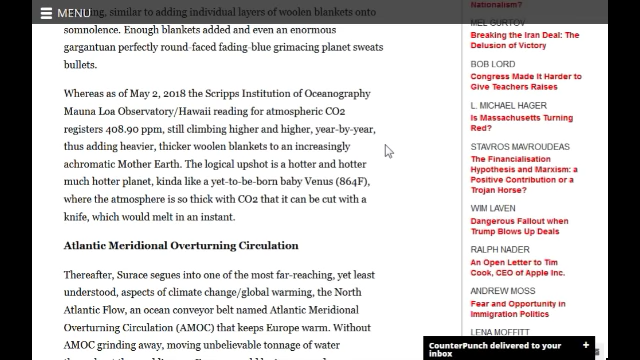 MENU
similar to adding individual layers of woolen blankets onto
somnolence. Enough blankets added and even an enormous
gargantuan perfectly round-faced fading-blue grimacing planet sweats
bullets.
Whereas as of May 2, 2018 the Scripps Institution of Oceanography
Mauna Loa Observatory/Hawaii reading for atmospheric CO2
registers 408.90 ppm, still climbing higher and higher, year-by-year,
thus adding heavier, thicker woolen blankets to an increasingly
achromatic Mother Earth. The logical upshot is a hotter and hotter
much hotter planet, kinda like a yet-to-be-born baby Venus (864F),
where the atmosphere is so thick with CO2 that it can be cut with a
knife, which would melt in an instant.
Atlantic Meridional Overturning Circulation
Thereafter, Surace segues into one of the most far-reaching, yet least
understood, aspects of climate change/global warming, the North
Atlantic Flow, an ocean conveyor belt named Atlantic Meridional
Overturning Circulation (AMOC) that keeps Europe warm. Without
AMOC grinding away, moving unbelievable tonnage of water
Nationalism?
MEL GURTOV
Breaking the Iran Deal: The
Delusion of Victory
BOB LORD
Congress Made It Harder to
Give Teachers Raises
L. MICHAEL HAGER
Is Massachusetts Turning
Red?
STAVROS MAVROUDEAS
The Financialisation
Hypothesis and Marxism: a
Positive Contribution or a
Trojan Horse?
WIM LAVEN
Dangerous Fallout when
Trump Blows Up Deals
RALPH NADER
An Open Letter to Tim
Cook, CEO of Apple Inc.
ANDREW MOSS
Fear and Opportunity in
Immigration Politics
LENA MOFFITT
CounterPunch delivered to your
inbox
+